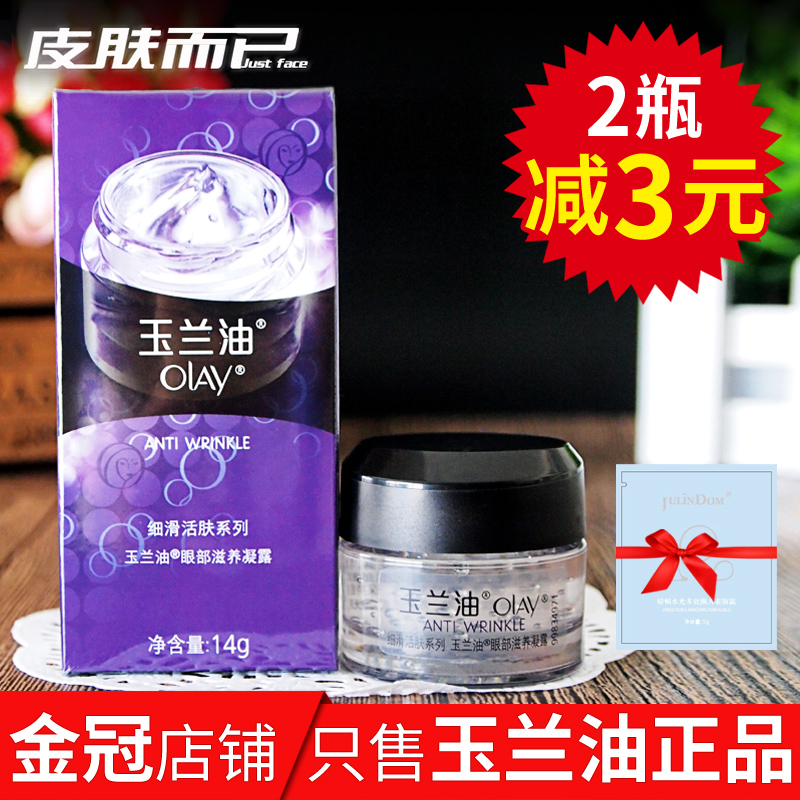 皮肤而已
Just face
2瓶
减3元
玉兰油®
OLAY®
ANTI WRINKLE
细滑活肤系列
玉兰油®眼部滋养凝露
净含量:14g
玉兰油® OLAY®
ANTI WRINKLE
细滑活肤系列 玉兰油®眼部滋养凝露
99834071
JULINDOM
金冠店铺 只售玉兰油正品